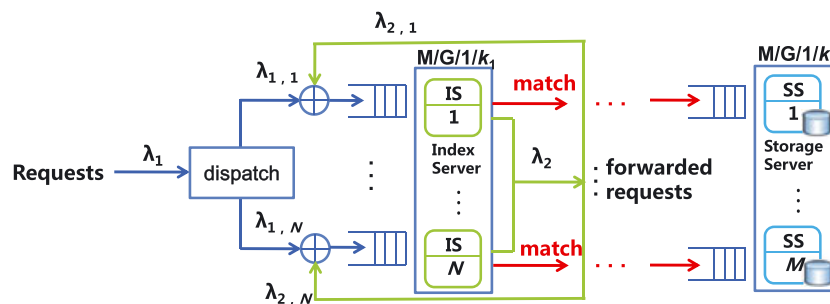 λ2,1
M/G/1/k1
M/G/1/k
λ1,1
match
IS
1
SS
1
Index
Server
Storage
Server
λ1
Requests
dispatch
λ2
forwarded
requests
λ1,N
match
IS
N
SS
M
λ2,N